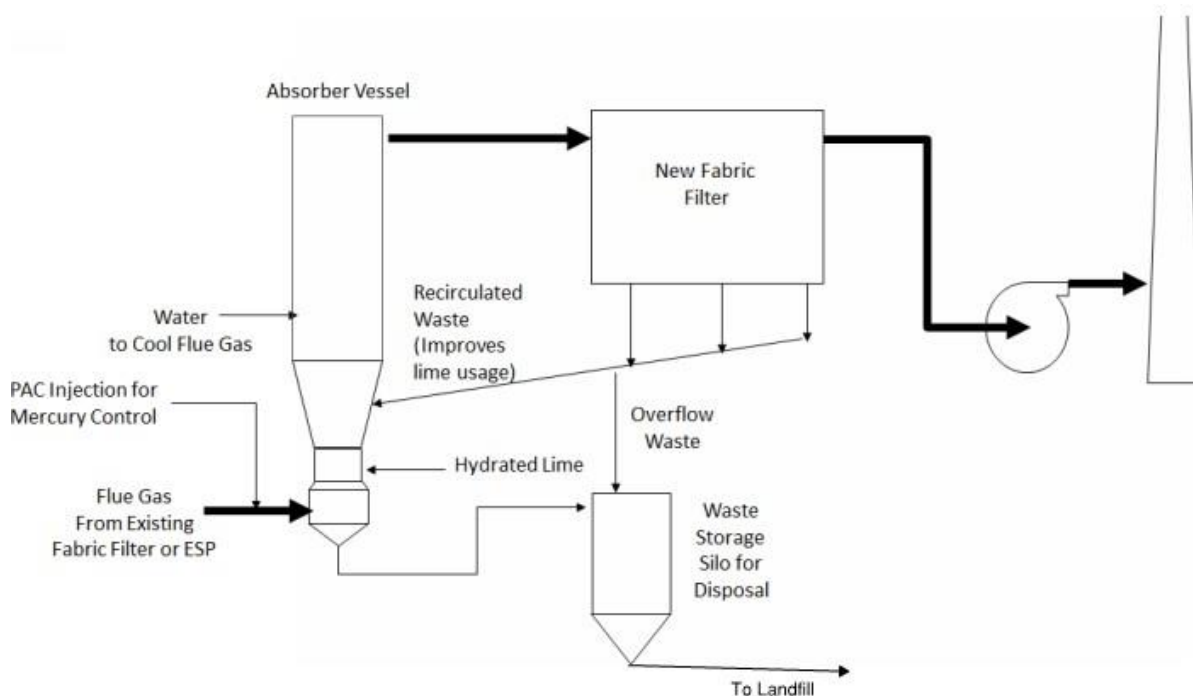 Absorber Vessel
New Fabric
Filter
Recirculated
Waste
(Improves
lime usage)
Water
to Cool Flue Gas
PAC Injection for
Mercury Control
Overflow
Waste
Hydrated Lime
Flue Gas
From Existing
Fabric Filter or ESP
Waste
Storage
Silo for
Disposal
To Landfill